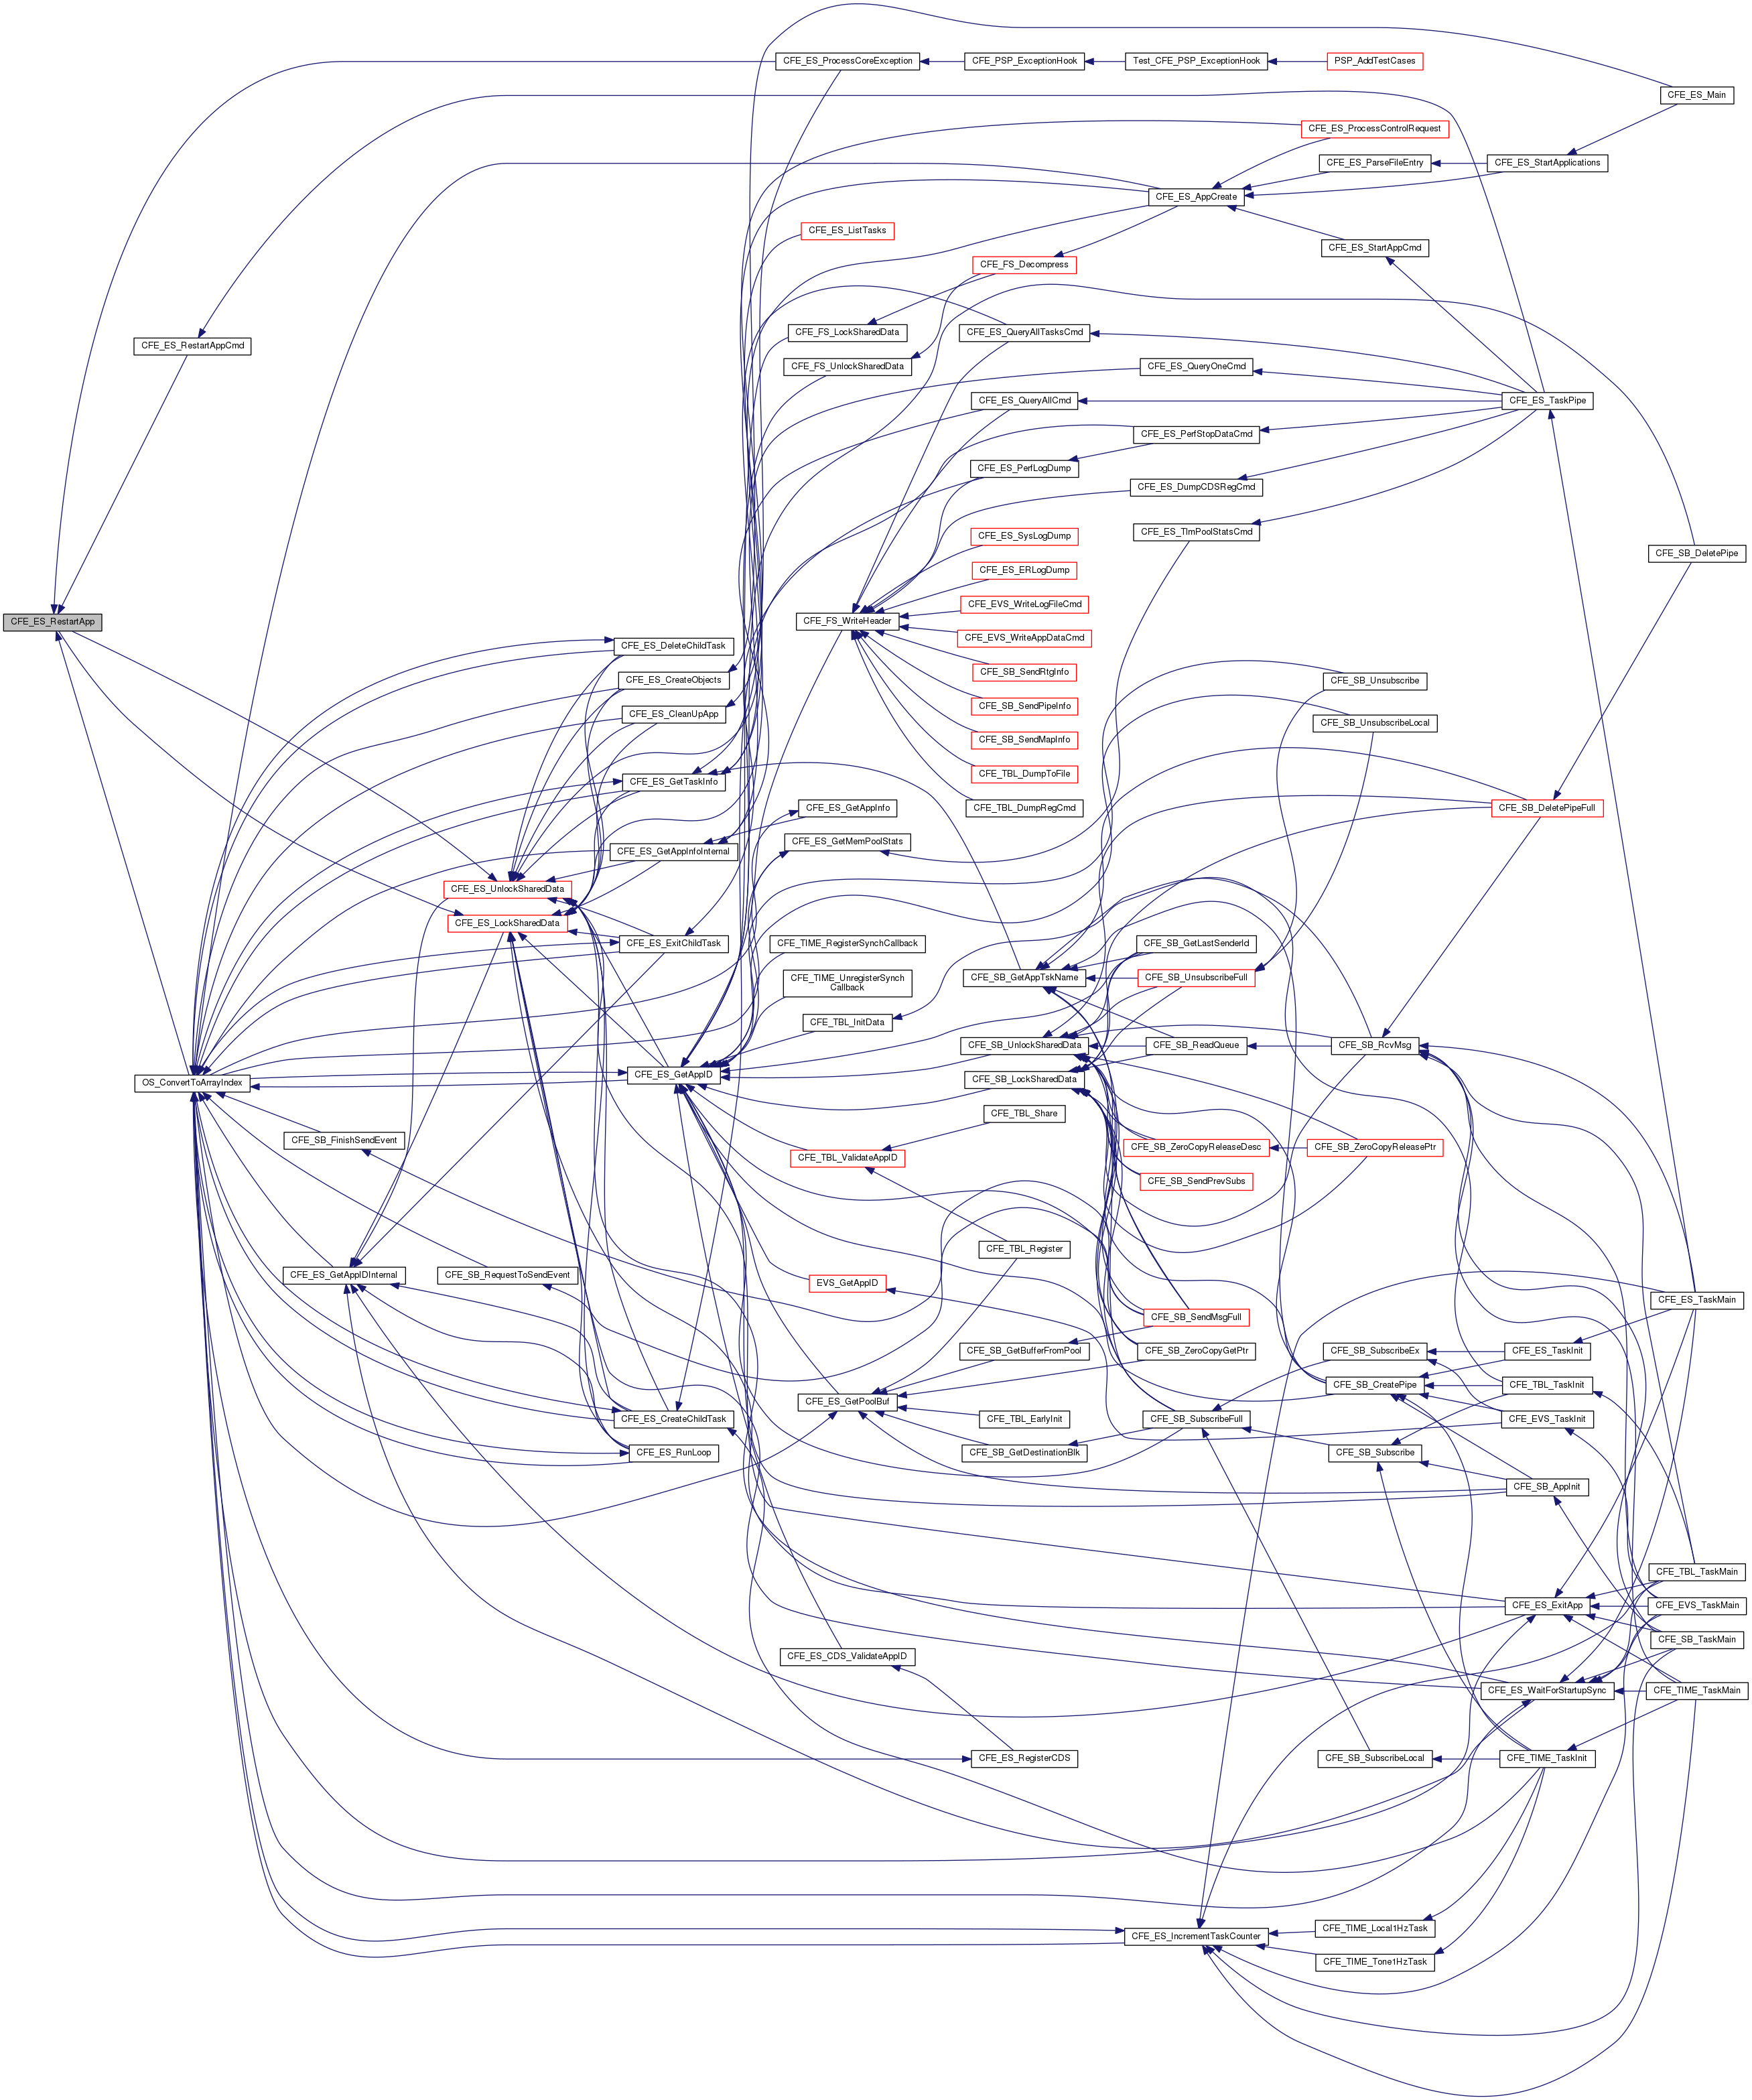 CFE_ES_ProcessCoreException
CFE_PSP_ExceptionHook
Test_CFE_PSP_ExceptionHook
PSP_AddTestCases
CFE_ES_Main
CFE_ES_ProcessControlRequest
CFE_ES_ParseFileEntry
CFE_ES_StartApplications
CFE_ES_AppCreate
CFE_ES_ListTasks
CFE_ES_StartAppCmd
CFE_FS_Decompress
CFE_ES_RestartAppCmd
CFE_FS_LockSharedData
CFE_ES_QueryAllTasksCmd
CFE_FS_UnlockSharedData
CFE_ES_QueryOneCmd
CFE_ES_QueryAllCmd
CFE_ES_TaskPipe
CFE_ES_PerfStopDataCmd
CFE_ES_PerfLogDump
CFE_ES_DumpCDSRegCmd
CFE_ES_TlmPoolStatsCmd
CFE_ES_SysLogDump
CFE_SB_DeletePipe
CFE_ES_ERLogDump
CFE_EVS_WriteLogFileCmd
CFE_ES_RestartApp
CFE_FS_WriteHeader
CFE_EVS_WriteAppDataCmd
CFE_ES_DeleteChildTask
CFE_SB_SendRtgInfo
CFE_ES_CreateObjects
CFE_SB_Unsubscribe
CFE_SB_SendPipeInfo
CFE_ES_CleanUpApp
CFE_SB_UnsubscribeLocal
CFE_SB_SendMapInfo
CFE_TBL_DumpToFile
CFE_ES_GetTaskInfo
CFE_ES_GetAppInfo
CFE_TBL_DumpRegCmd
CFE_SB_DeletePipeFull
CFE_ES_GetMemPoolStats
CFE_ES_GetAppInfoInternal
CFE_ES_UnlockSharedData
CFE_ES_LockSharedData
CFE_ES_ExitChildTask
CFE_TIME_RegisterSynchCallback
CFE_SB_GetLastSenderId
CFE_SB_GetAppTskName
CFE_SB_UnsubscribeFull
CFE_TIME_UnregisterSynch
Callback
CFE_TBL_InitData
CFE_SB_UnlockSharedData
CFE_SB_ReadQueue
CFE_SB_RcvMsg
OS_ConvertToArrayIndex
CFE_ES_GetAppID
CFE_SB_LockSharedData
CFE_TBL_Share
CFE_SB_FinishSendEvent
CFE_SB_ZeroCopyReleaseDesc
CFE_SB_ZeroCopyReleasePtr
CFE_TBL_ValidateAppID
CFE_SB_SendPrevSubs
CFE_TBL_Register
CFE_ES_GetAppIDInternal
CFE_SB_RequestToSendEvent
EVS_GetAppID
CFE_ES_TaskMain
CFE_SB_SendMsgFull
CFE_SB_GetBufferFromPool
CFE_SB_ZeroCopyGetPtr
CFE_SB_SubscribeEx
CFE_ES_TaskInit
CFE_SB_CreatePipe
CFE_TBL_TaskInit
CFE_ES_GetPoolBuf
CFE_ES_CreateChildTask
CFE_TBL_EarlyInit
CFE_SB_SubscribeFull
CFE_EVS_TaskInit
CFE_ES_RunLoop
CFE_SB_GetDestinationBlk
CFE_SB_Subscribe
CFE_SB_AppInit
CFE_TBL_TaskMain
CFE_ES_ExitApp
CFE_EVS_TaskMain
CFE_SB_TaskMain
CFE_ES_CDS_ValidateAppID
CFE_ES_WaitForStartupSync
CFE_TIME_TaskMain
CFE_ES_RegisterCDS
CFE_SB_SubscribeLocal
CFE_TIME_TaskInit
CFE_ES_IncrementTaskCounter
CFE_TIME_Local1HzTask
CFE_TIME_Tone1HzTask